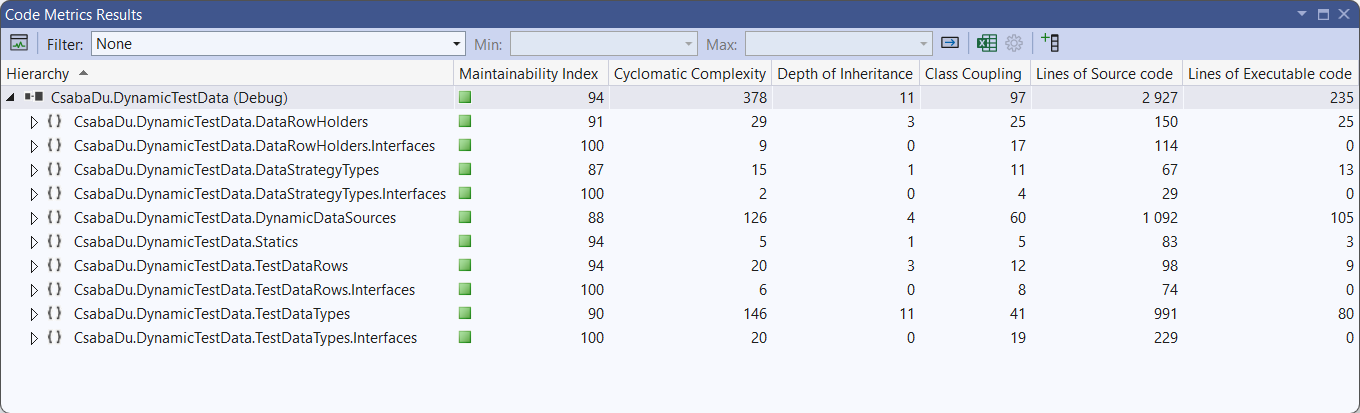 Code Metrics Results
Filter: None Min: Max:
Hierarchy Maintainability Index Cyclomatic Complexity Depth of Inheritance Class Coupling Lines of Source code Lines of Executable code
CsabaDu.DynamicTestData (Debug) 94 378 11 97 2 927 235
{ } CsabaDu.DynamicTestData.DataRowHolders 91 29 3 25 150 25
{ } CsabaDu.DynamicTestData.DataRowHolders.Interfaces 100 9 0 17 114 0
{ } CsabaDu.DynamicTestData.DataStrategyTypes 87 15 1 11 67 13
{ } CsabaDu.DynamicTestData.DataStrategyTypes.Interfaces 100 2 0 4 29 0
{ } CsabaDu.DynamicTestData.DynamicDataSources 88 126 4 60 1 092 105
{ } CsabaDu.DynamicTestData.Statics 94 5 1 5 83 3
{ } CsabaDu.DynamicTestData.TestDataRows 94 20 3 12 98 9
{ } CsabaDu.DynamicTestData.TestDataRows.Interfaces 100 6 0 8 74 0
{ } CsabaDu.DynamicTestData.TestDataTypes 90 146 11 41 991 80
{ } CsabaDu.DynamicTestData.TestDataTypes.Interfaces 100 20 0 19 229 0